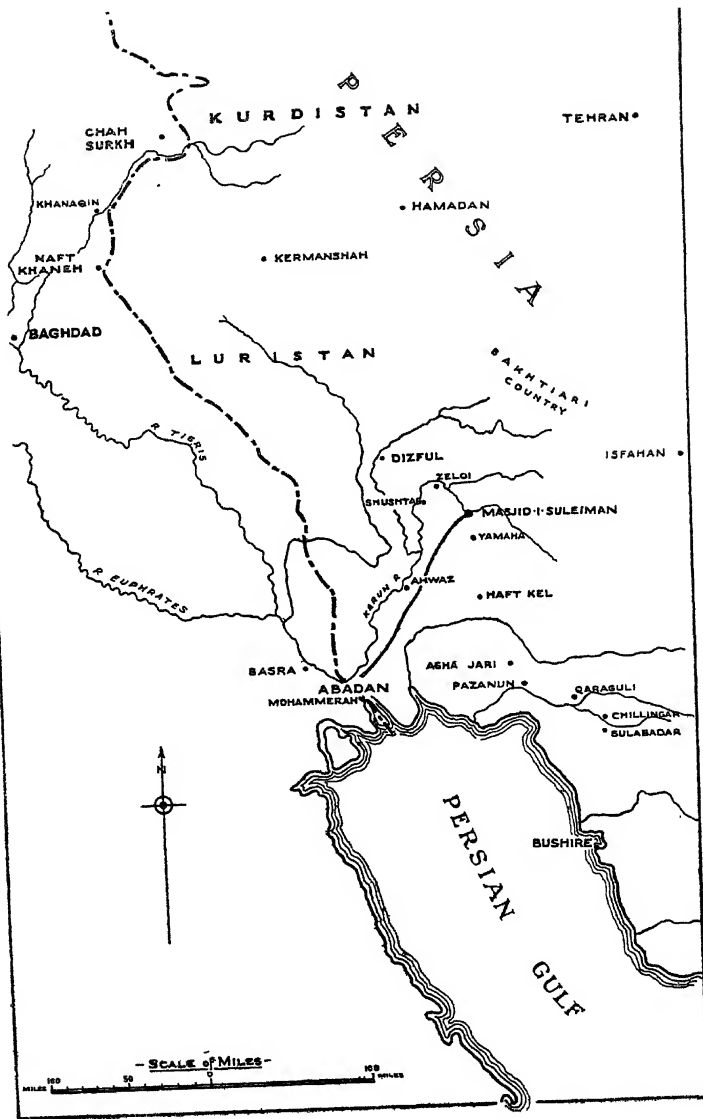 PERSIA
KURDISTAN
TEHRAN
CHAH
SURKH
KHANAQIN
HAMADAN
NAFT
KHANEH
KERMANSHAH
BAGHDAD
LURISTAN
BAKHTIARI
COUNTRY
R. TIGRIS
DIZFUL
ISFAHAN
ZELOI
SHUSHTAR
MASJID·I·SULEIMAN
YAMAHA
R. EUPHRATES
KARUN R.
AHWAZ
HAFT KEL
BASRA
AGHA JARI
ABADAN
PAZANUN
MOHAMMERAH
QARAGULI
CHILLINGAR
GULABADAR
N
PERSIAN GULF
BUSHIRE
- SCALE OF MILES -
MILES 100 50 0 100 MILES